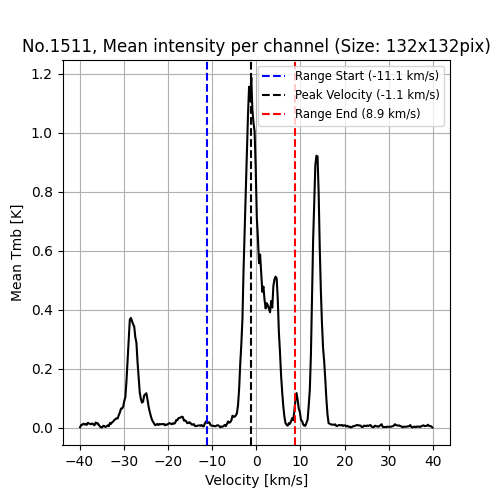 No.1511, Mean intensity per channel (Size: 132x132pix)
Range Start (-11.1 km/s)
Peak Velocity (-1.1 km/s)
Range End (8.9 km/s)
Mean Tmb [K]
1.2
1.0
0.8
0.6
0.4
0.2
0.0
−40 −30 −20 −10 0 10 20 30 40
Velocity [km/s]